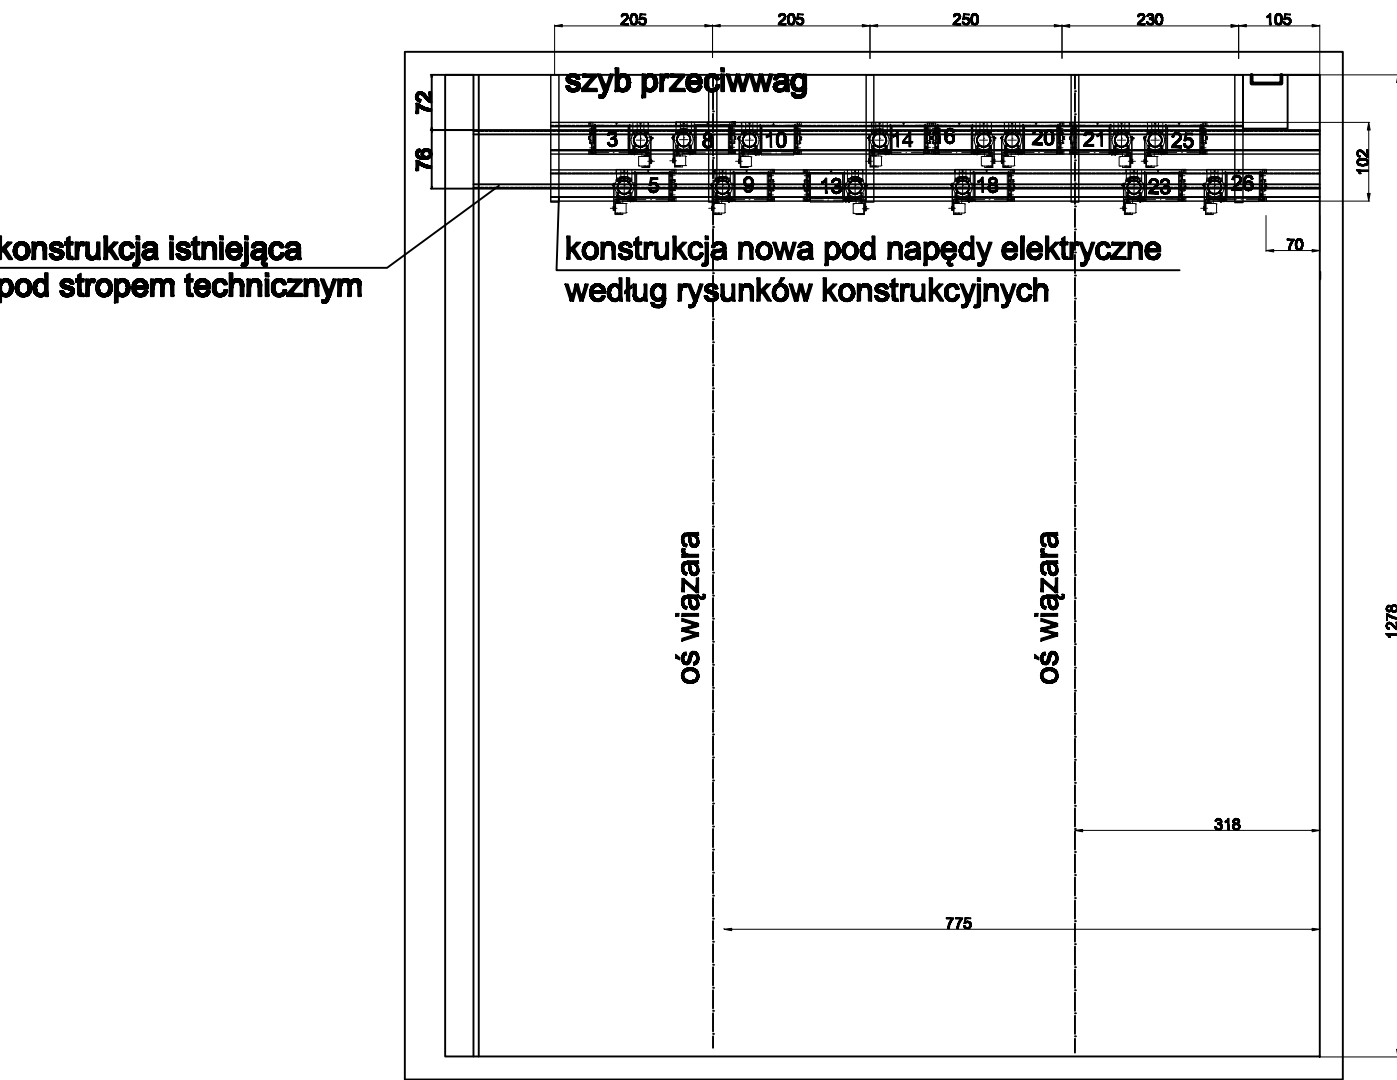 205 205 250 230 105
szyb przeciwwag
72
3 8 10 14 6 20 21 25
76
102
5 9 13 18 23 26
konstrukcja istniejąca
pod stropem technicznym
konstrukcja nowa pod napędy elektryczne
według rysunków konstrukcyjnych
70
oś wiązara
oś wiązara
1278
318
775